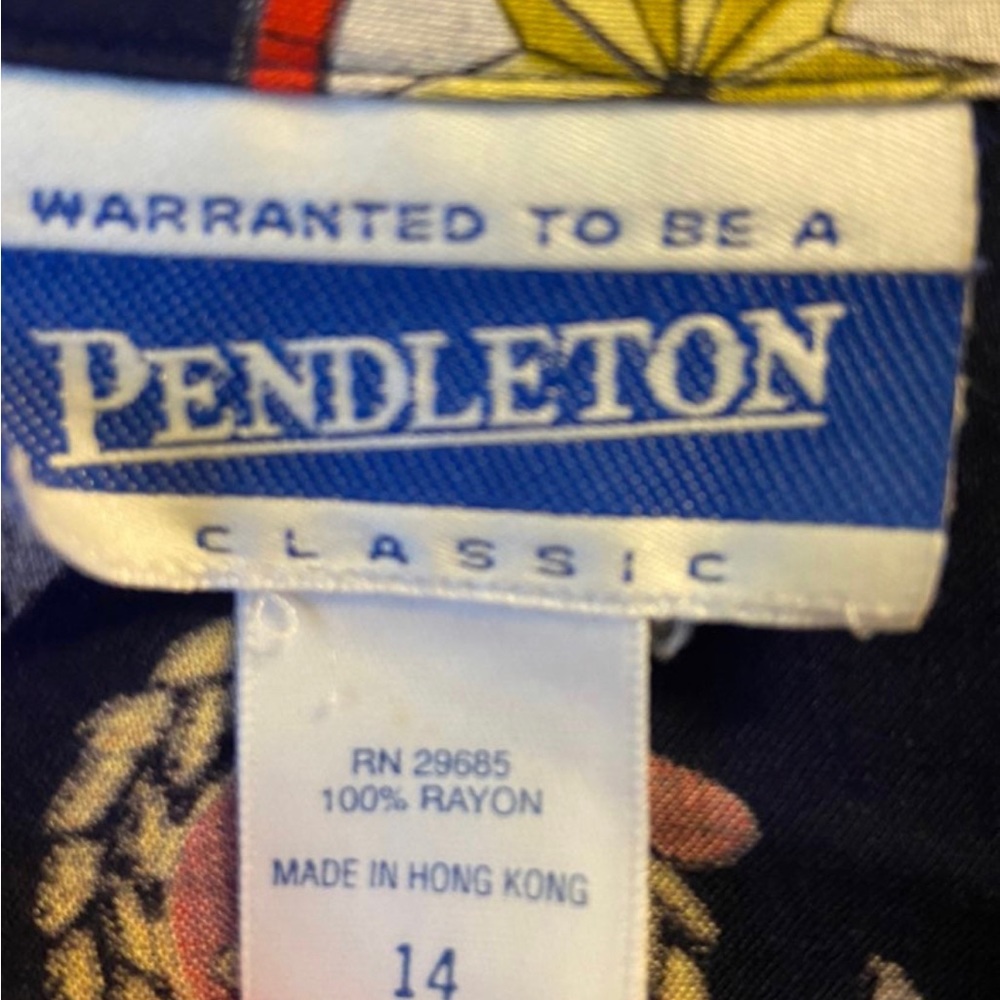 WARRANTED TO BE A
PENDLETON
CLASSIC
RN 29685
100% RAYON
MADE IN HONG KONG
14